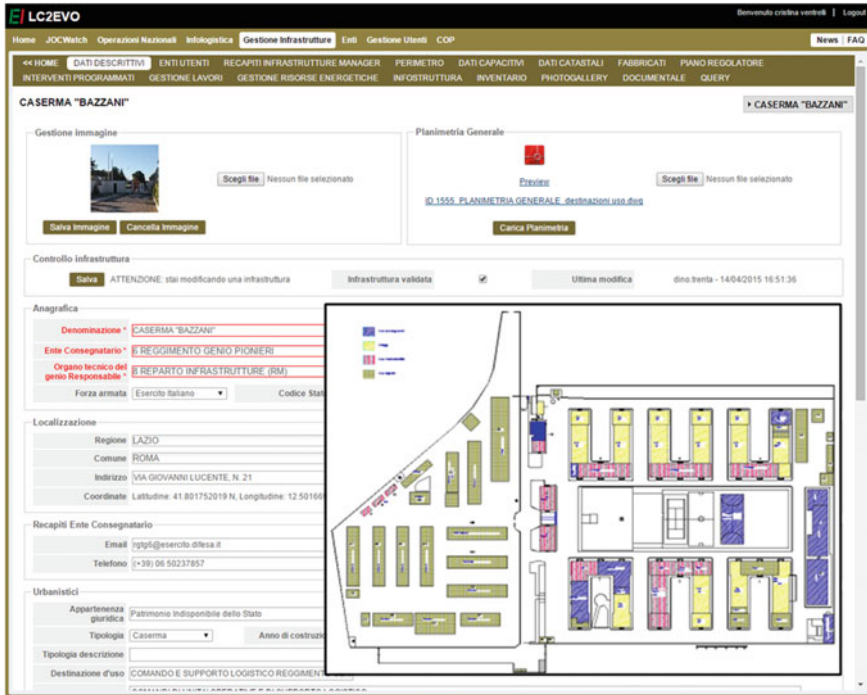 EI LC2EVO
Benvenuto cristina ventrelli | Logout
Home JOCWatch Operazioni Nazionali Infologistica Gestione Infrastrutture Enti Gestione Utenti COP News | FAQ
<< HOME DATI DESCRITTIVI ENTI UTENTI RECAPITI INFRASTRUTTURE MANAGER PERIMETRO DATI CAPACITIVI DATI CATASTALI FABBRICATI PIANO REGOLATORE
INTERVENTI PROGRAMMATI GESTIONE LAVORI GESTIONE RISORSE ENERGETICHE INFOSTRUTTURA INVENTARIO PHOTOGALLERY DOCUMENTALE QUERY
CASERMA "BAZZANI"
CASERMA "BAZZANI"
Gestione Immagine
Scegli file Nessun file selezionato
Salva Immagine Cancella Immagine
Planimetria Generale
Preview
Scegli file Nessun file selezionato
ID 1555 PLANIMETRIA GENERALE destinazioni uso dwg
Carica Planimetria
Controllo infrastruttura
Salva ATTENZIONE: stai modificando una infrastruttura Infrastruttura validata Ultima modifica dino.trenta - 14/04/2015 16:51:36
Anagrafica
Denominazione * CASERMA "BAZZANI"
Ente Consegnatario * 6 REGGIMENTO GENIO PIONIERI
Organo tecnico del
genio Responsabile * 8 REPARTO INFRASTRUTTURE (RM)
Forza armata Esercito Italiano Codice Stat
Localizzazione
Regione LAZIO
Comune ROMA
Indirizzo VIA GIOVANNI LUCENTE, N. 21
Coordinate Latitudine: 41.801752019 N, Longitudine: 12.50166
Recapiti Ente Consegnatario
Email rgtg6@esercito.difesa.it
Telefono (+39) 06 50237857
Urbanistici
Appartenenza
giuridica Patrimonio Indisponibile dello Stato
Tipologia Caserma Anno di costruzio
Tipologia descrizione
Destinazione d'uso COMANDO E SUPPORTO LOGISTICO REGGIMENT